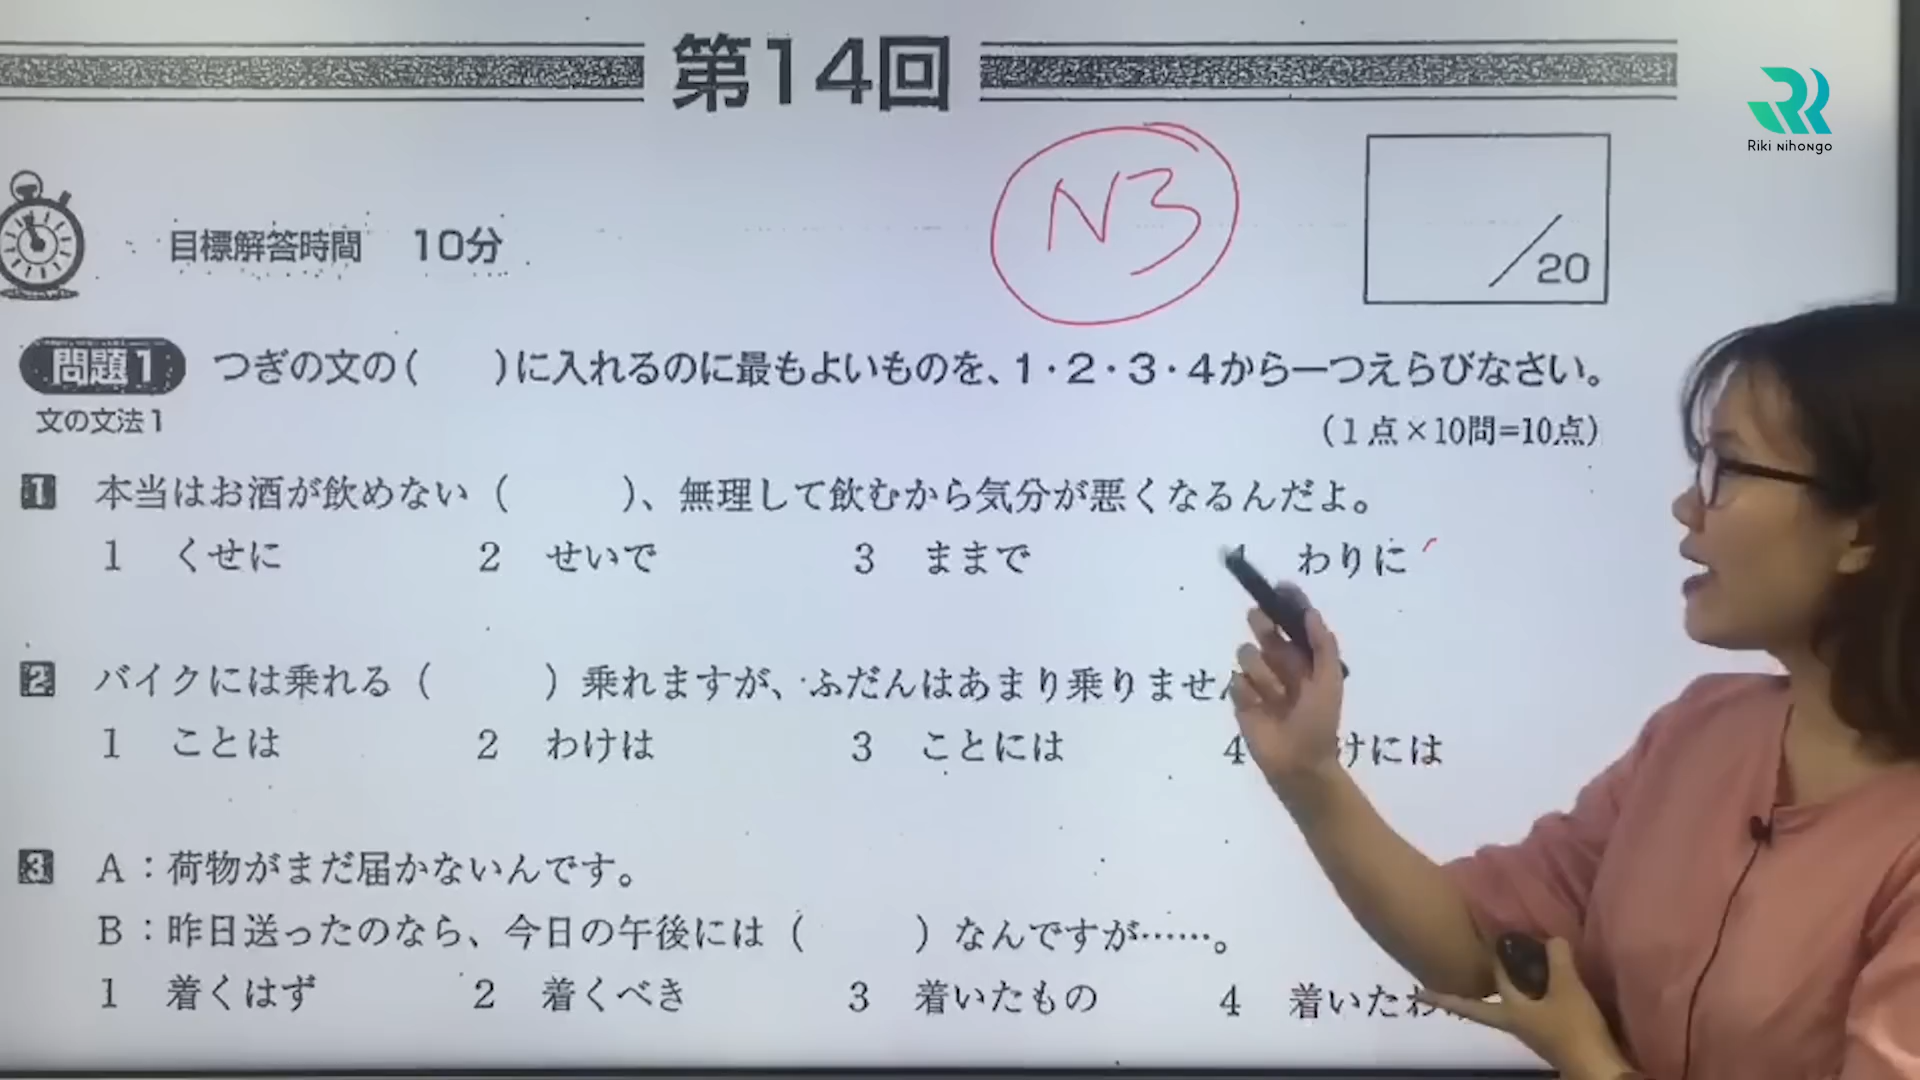 第14回
Riki Nihongo
N3
目標解答時間 10分
/20
問題1 つぎの文の( )に入れるのに最もよいものを、1・2・3・4から一つえらびなさい。
文の文法1
(1点×10問=10点)
1 本当はお酒が飲めない( )、無理して飲むから気分が悪くなるんだよ。
1 くせに 2 せいで 3 ままで 4 わりに
2 バイクには乗れる( )乗れますが、ふだんはあまり乗りませ
1 ことは 2 わけは 3 ことには 4 けには
3 A:荷物がまだ届かないんです。
B:昨日送ったのなら、今日の午後には( )なんですが……。
1 着くはず 2 着くべき 3 着いたもの 4 着いた